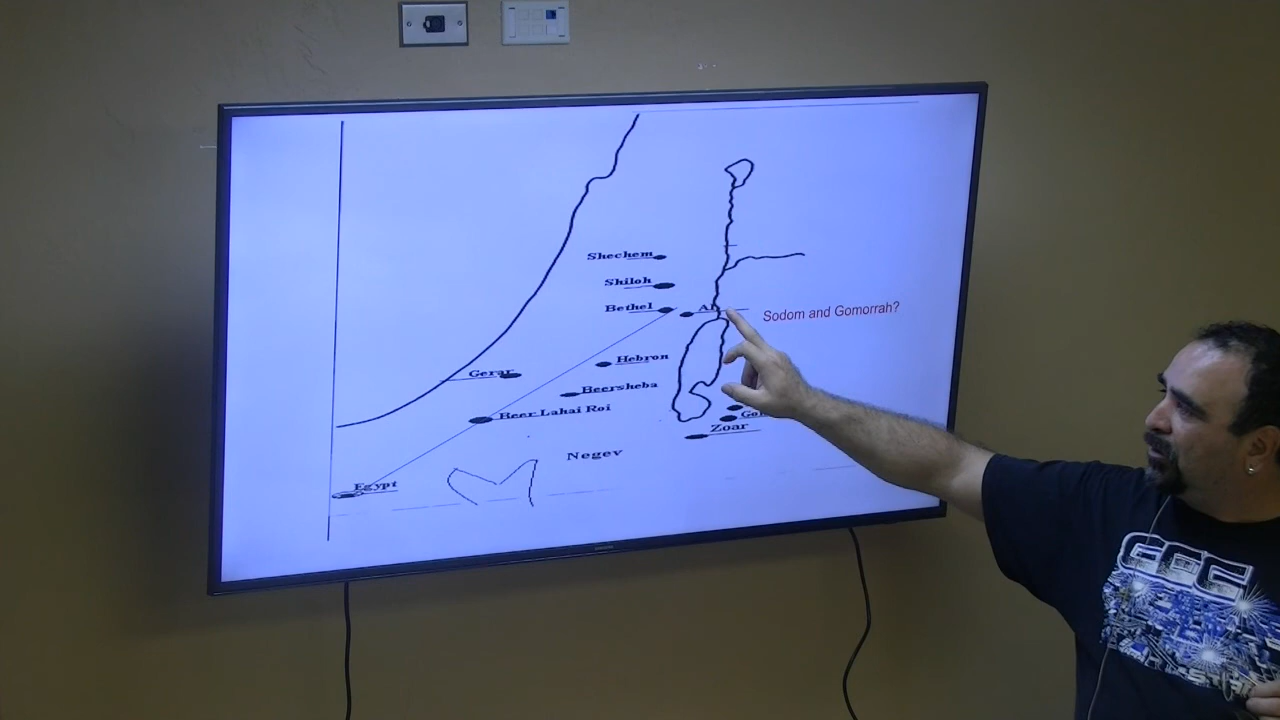 Shechem
Shiloh
Bethel
Sodom and Gomorrah?
Hebron
Gerar
Beersheba
Beer Lahai Roi
Zoar
Negev
Egypt